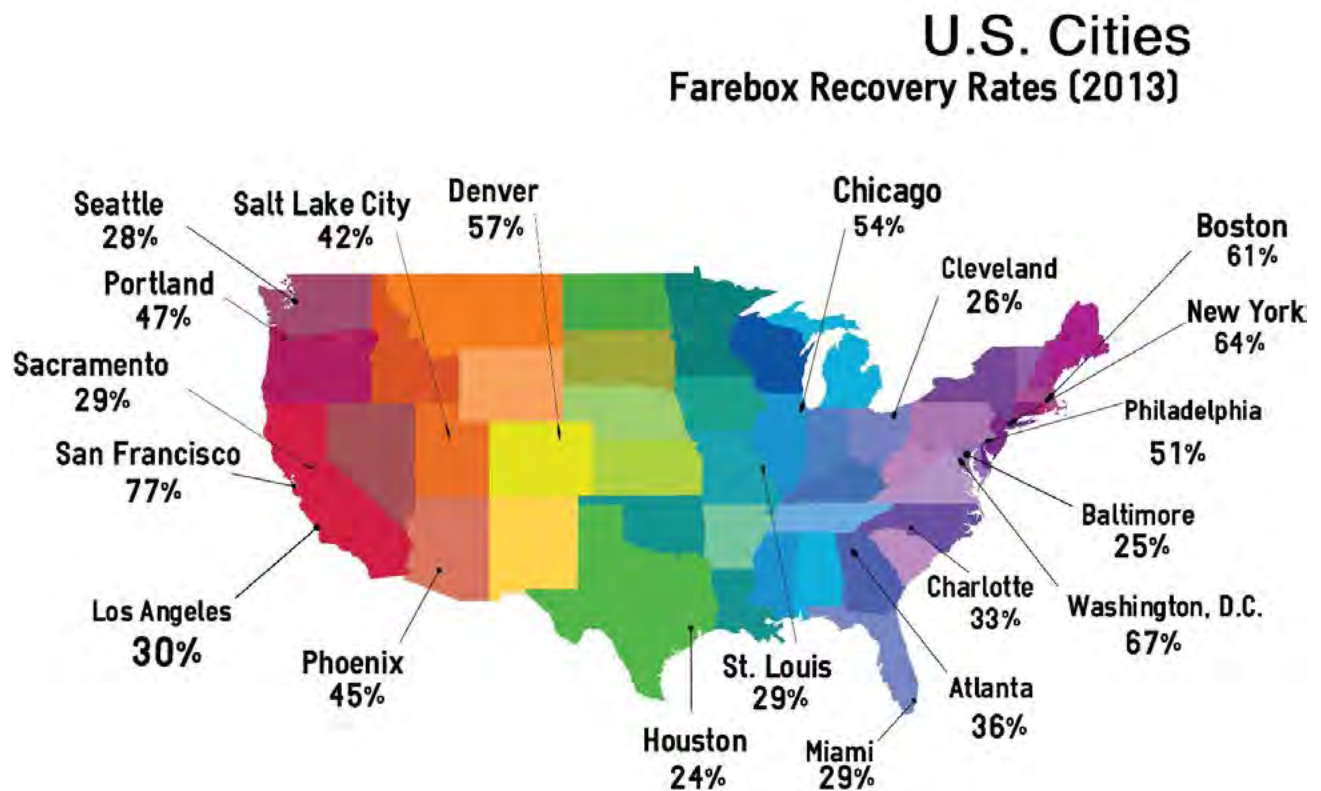 U.S. Cities
Farebox Recovery Rates (2013)
Seattle
28%
Salt Lake City
42%
Denver
57%
Chicago
54%
Boston
61%
Portland
47%
Cleveland
26%
New York
64%
Sacramento
29%
Philadelphia
51%
San Francisco
77%
Baltimore
25%
Los Angeles
30%
Charlotte
33%
Washington, D.C.
67%
Phoenix
45%
St. Louis
29%
Atlanta
36%
Houston
24%
Miami
29%